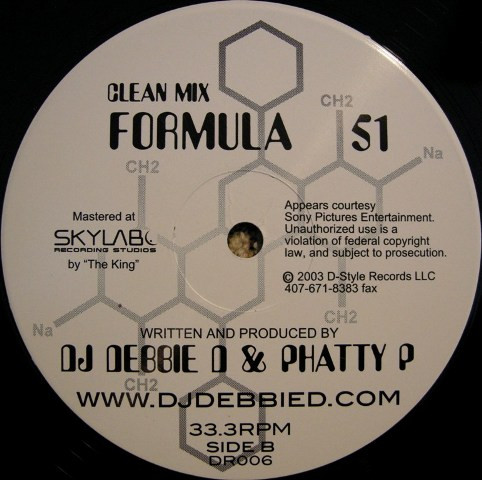 CLEAN MIX
FORMULA 51
CH2
CH2
Na
Mastered at
SKYLAB
RECORDING STUDIOS
by "The King"
Appears courtesy
Sony Pictures Entertainment.
Unauthorized use is a
violation of federal copyright
law, and subject to prosecution.
© 2003 D-Style Records LLC
407-671-8383 fax
CH2
Na
WRITTEN AND PRODUCED BY
DJ DEBBIE D & PHATTY P
CH2
WWW.DJDEBBIED.COM
33.3RPM
SIDE B
DR006